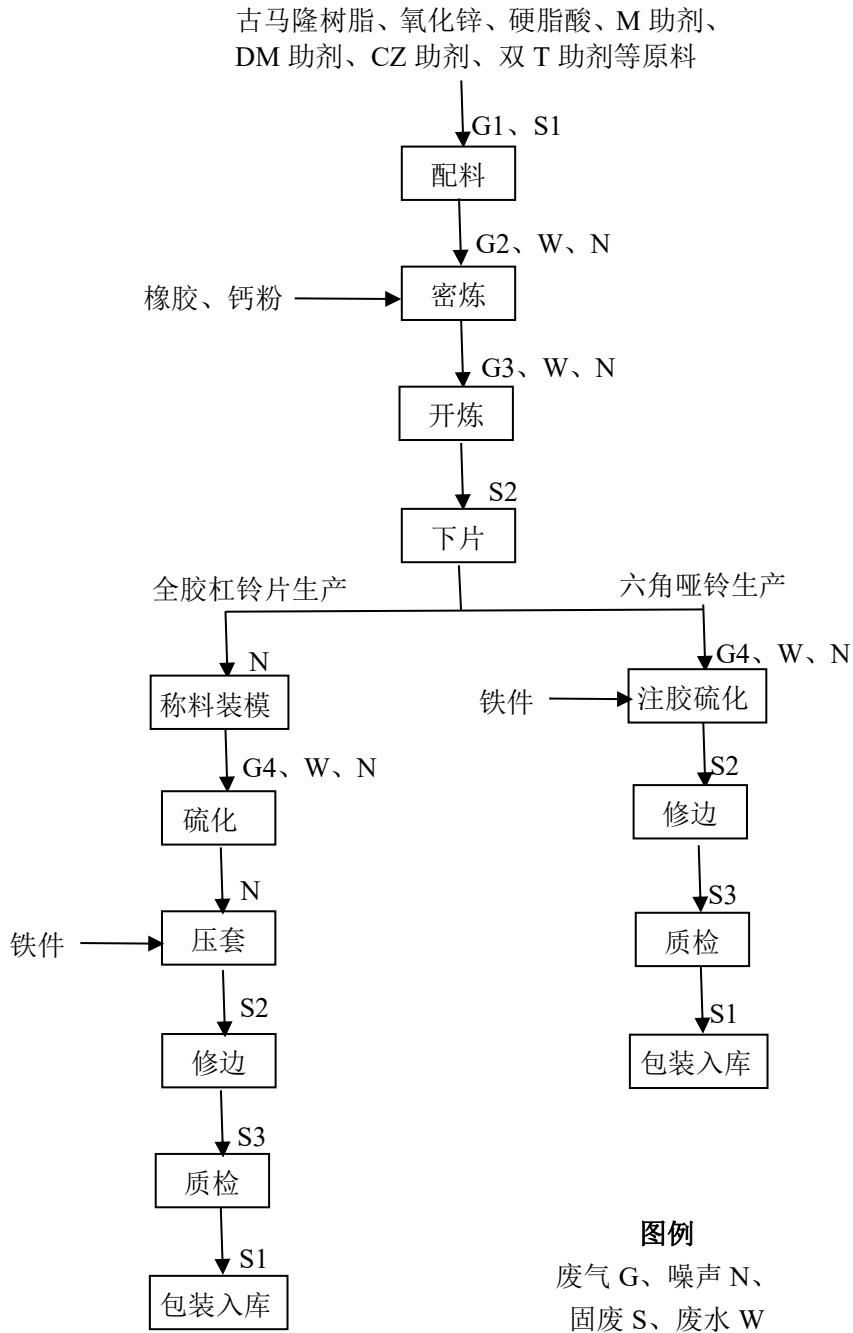 古马隆树脂、氧化锌、硬脂酸、M 助剂、
DM 助剂、CZ 助剂、双 T 助剂等原料
G1、S1
配料
G2、W、N
橡胶、钙粉
密炼
G3、W、N
开炼
S2
下片
全胶杠铃片生产
六角哑铃生产
N
G4、W、N
称料装模
铁件
注胶硫化
G4、W、N
S2
硫化
修边
N
S3
铁件
压套
质检
S2
S1
修边
包装入库
S3
质检
S1
包装入库
图例
废气 G、噪声 N、
固废 S、废水 W